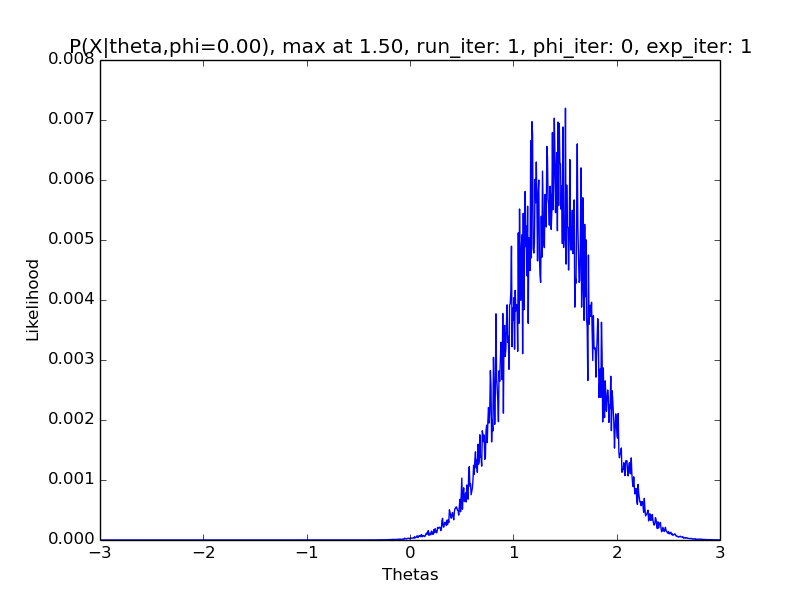 P(X|theta,phi=0.00), max at 1.50, run_iter: 1, phi_iter: 0, exp_iter: 1
0.008
0.007
0.006
0.005
0.004
0.003
0.002
0.001
0.000
Likelihood
−3 −2 −1 0 1 2 3
Thetas